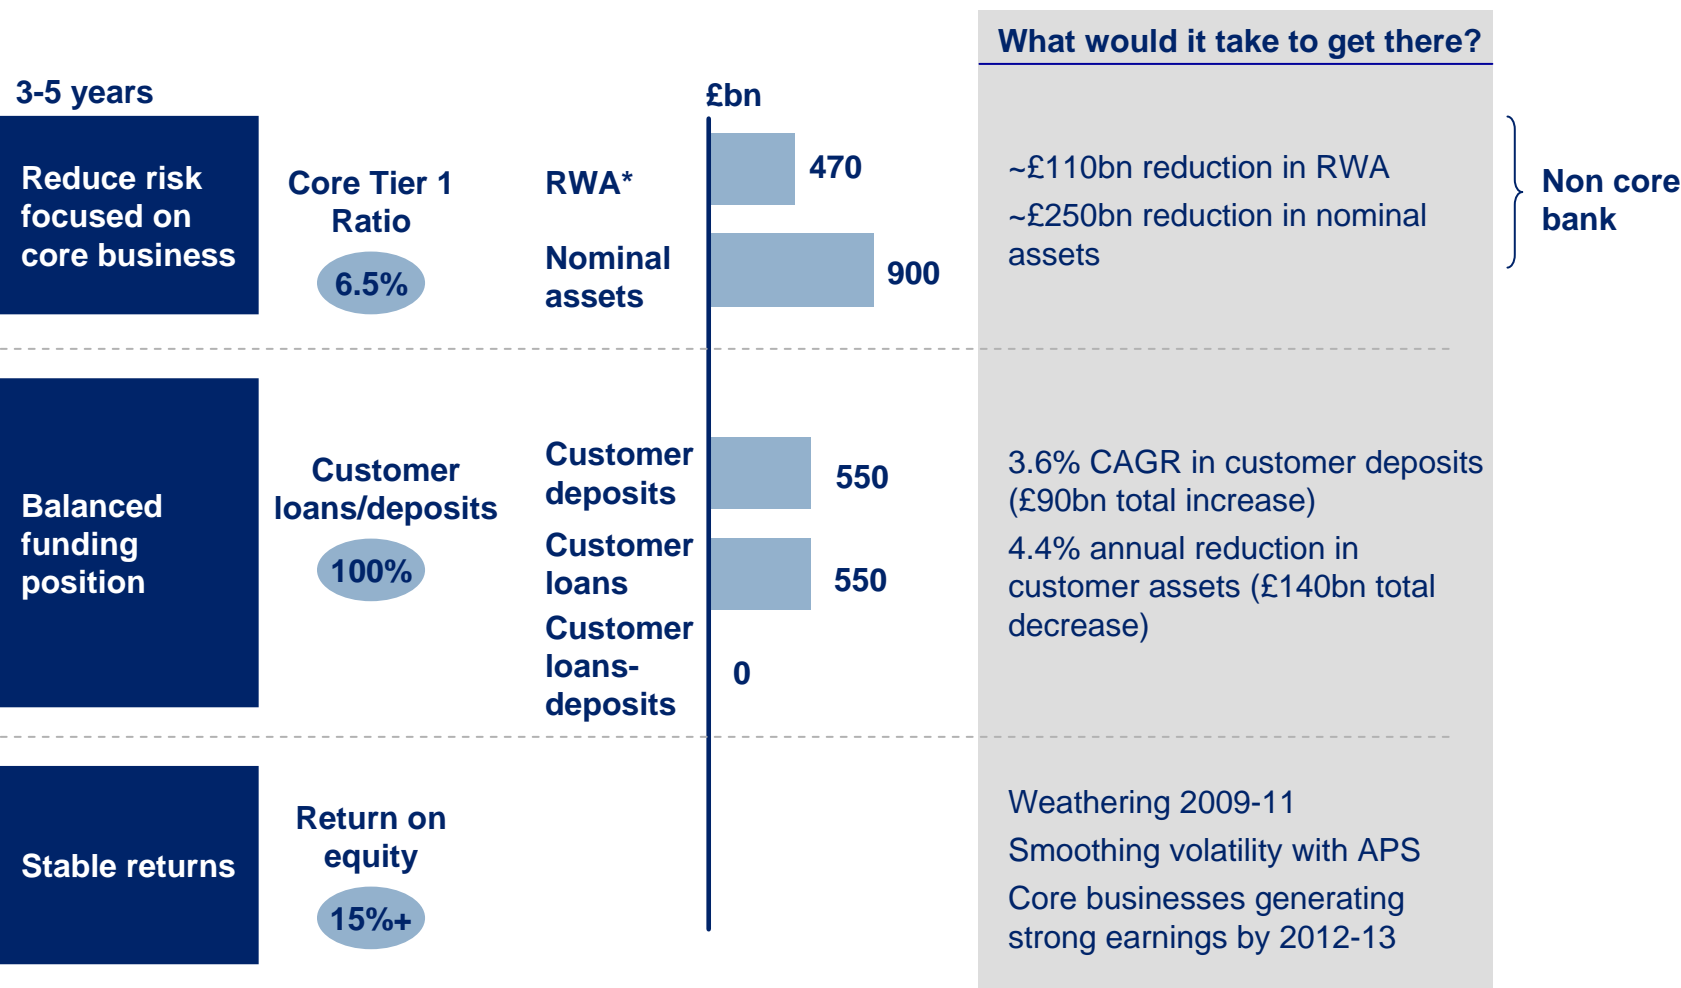 What would it take to get there?
3-5 years
£bn
Reduce risk
focused on
core business
Core Tier 1
Ratio
6.5%
RWA*
470
Nominal
assets
900
~£110bn reduction in RWA
~£250bn reduction in nominal
assets
Non core
bank
Balanced
funding
position
Customer
loans/deposits
100%
Customer
deposits
550
Customer
loans
550
Customer
loans-
deposits
0
3.6% CAGR in customer deposits
(£90bn total increase)
4.4% annual reduction in
customer assets (£140bn total
decrease)
Stable returns
Return on
equity
15%+
Weathering 2009-11
Smoothing volatility with APS
Core businesses generating
strong earnings by 2012-13